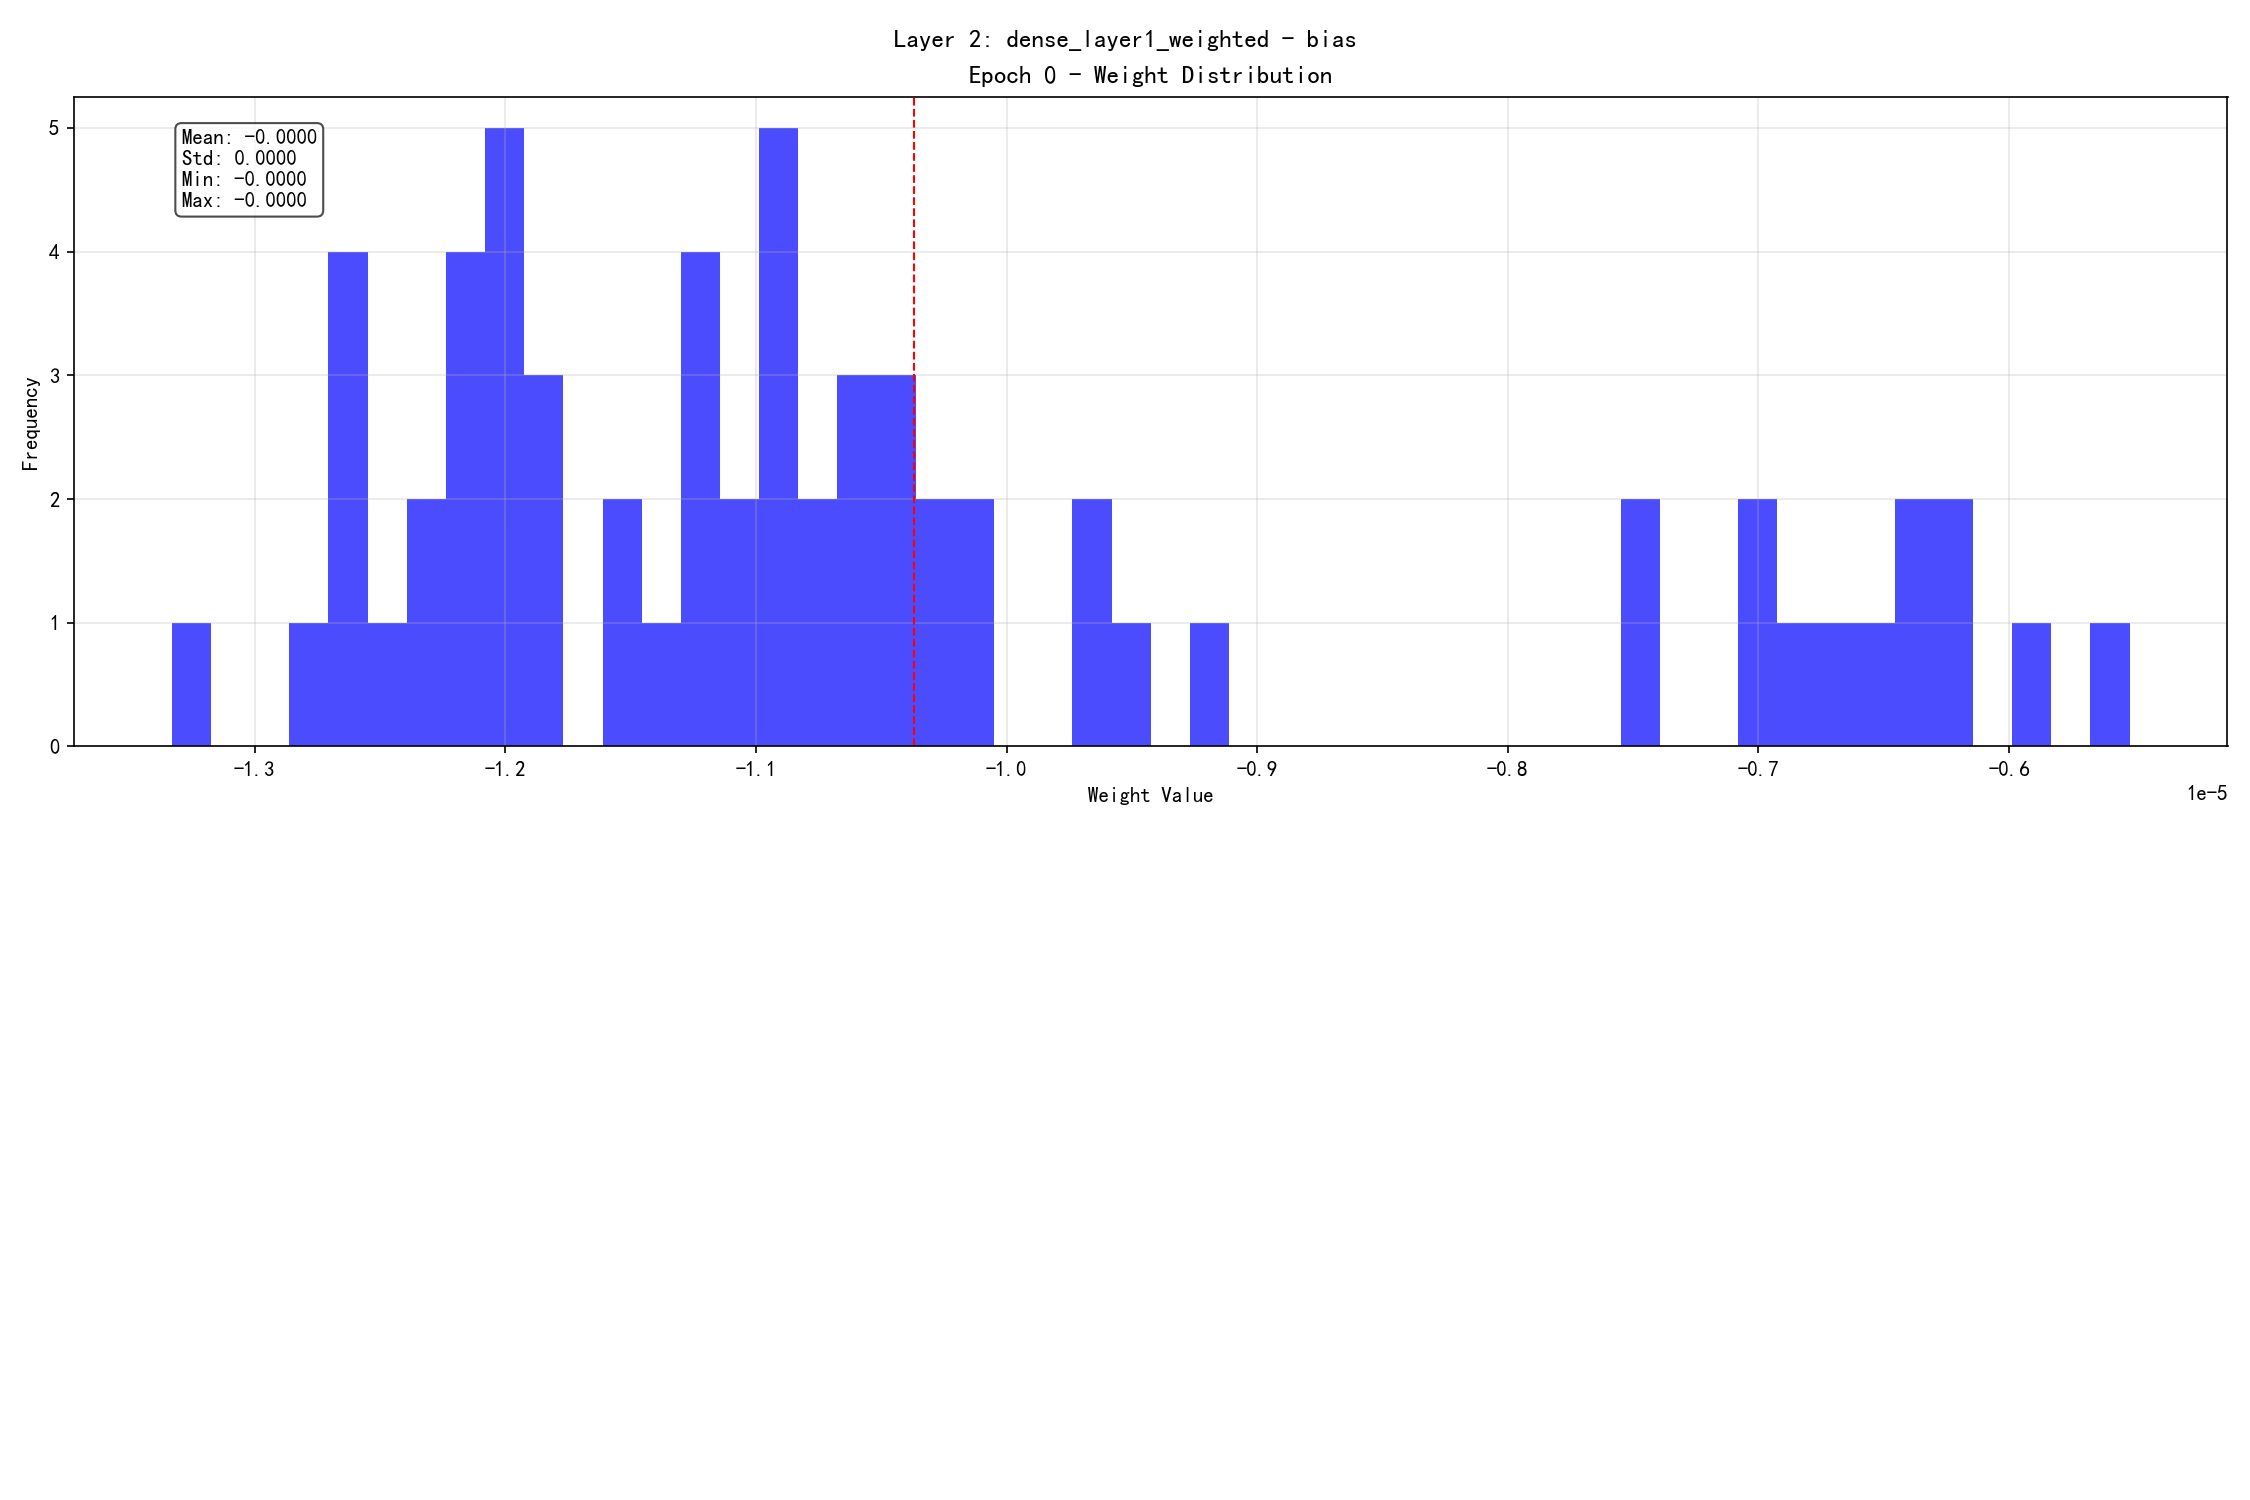 Layer 2: dense_layer1_weighted - bias
Epoch 0 - Weight Distribution
Mean: -0.0000
Std: 0.0000
Min: -0.0000
Max: -0.0000
5
4
3
2
1
0
Frequency
-1.3 -1.2 -1.1 -1.0 -0.9 -0.8 -0.7 -0.6
Weight Value
1e-5